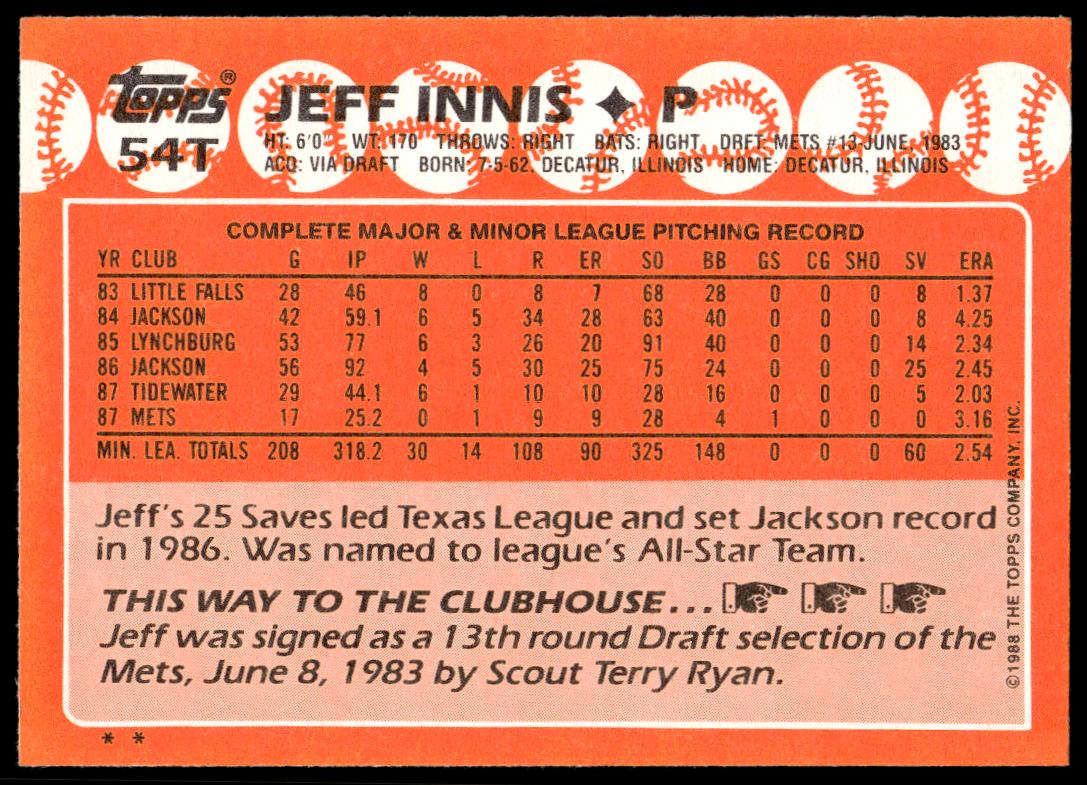 topps® JEFF INNIS ✦ P
54T
HT: 6'0" WT: 170 THROWS: RIGHT BATS: RIGHT DRFT: METS #13-JUNE, 1983
ACQ: VIA DRAFT BORN: 7-5-62, DECATUR, ILLINOIS HOME: DECATUR, ILLINOIS
COMPLETE MAJOR & MINOR LEAGUE PITCHING RECORD
YR CLUB G IP W L R ER SO BB GS CG SHO SV ERA
83 LITTLE FALLS 28 46 8 0 8 7 68 28 0 0 0 8 1.37
84 JACKSON 42 59.1 6 5 34 28 63 40 0 0 0 8 4.25
85 LYNCHBURG 53 77 6 3 26 20 91 40 0 0 0 14 2.34
86 JACKSON 56 92 4 5 30 25 75 24 0 0 0 25 2.45
87 TIDEWATER 29 44.1 6 1 10 10 28 16 0 0 0 5 2.03
87 METS 17 25.2 0 1 9 9 28 4 1 0 0 0 3.16
MIN. LEA. TOTALS 208 318.2 30 14 108 90 325 148 0 0 0 60 2.54
Jeff's 25 Saves led Texas League and set Jackson record
in 1986. Was named to league's All-Star Team.
THIS WAY TO THE CLUBHOUSE...
Jeff was signed as a 13th round Draft selection of the
Mets, June 8, 1983 by Scout Terry Ryan.
* *
©1988 THE TOPPS COMPANY, INC.